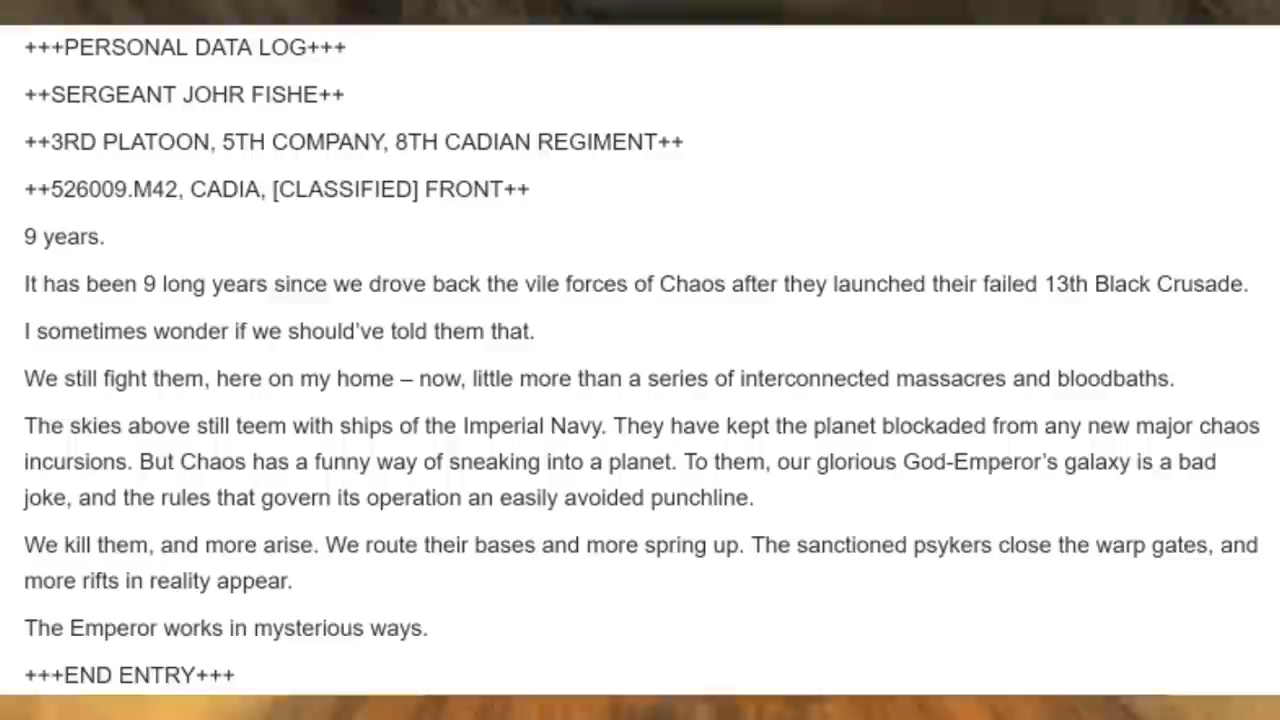 +++PERSONAL DATA LOG+++
++SERGEANT JOHR FISHE++
++3RD PLATOON, 5TH COMPANY, 8TH CADIAN REGIMENT++
++526009.M42, CADIA, [CLASSIFIED] FRONT++
9 years.
It has been 9 long years since we drove back the vile forces of Chaos after they launched their failed 13th Black Crusade.
I sometimes wonder if we should've told them that.
We still fight them, here on my home – now, little more than a series of interconnected massacres and bloodbaths.
The skies above still teem with ships of the Imperial Navy. They have kept the planet blockaded from any new major chaos
incursions. But Chaos has a funny way of sneaking into a planet. To them, our glorious God-Emperor's galaxy is a bad
joke, and the rules that govern its operation an easily avoided punchline.
We kill them, and more arise. We route their bases and more spring up. The sanctioned psykers close the warp gates, and
more rifts in reality appear.
The Emperor works in mysterious ways.
+++END ENTRY+++